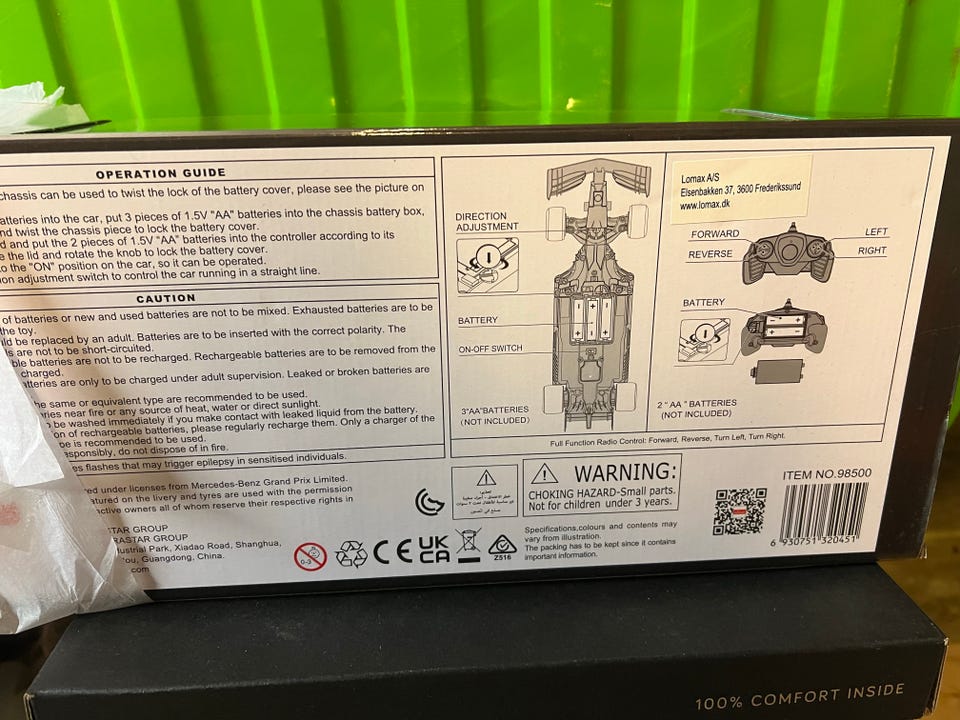 OPERATION GUIDE
chassis can be used to twist the lock of the battery cover, please see the picture on
atteries into the car, put 3 pieces of 1.5V "AA" batteries into the chassis battery box,
nd twist the chassis piece to lock the battery cover.
d and put the 2 pieces of 1.5V "AA" batteries into the controller according to its
e the lid and rotate the knob to lock the battery cover.
o the "ON" position on the car, so it can be operated.
on adjustment switch to control the car running in a straight line.
CAUTION
of batteries or new and used batteries are not to be mixed. Exhausted batteries are to be
the toy.
uld be replaced by an adult. Batteries are to be inserted with the correct polarity. The
ls are not to be short-circuited.
ble batteries are not to be recharged. Rechargeable batteries are to be removed from the
charged.
atteries are only to be charged under adult supervision. Leaked or broken batteries are
he same or equivalent type are recommended to be used.
ries near fire or any source of heat, water or direct sunlight.
be washed immediately if you make contact with leaked liquid from the battery.
on of rechargeable batteries, please regularly recharge them. Only a charger of the
pe is recommended to be used.
esponsibly, do not dispose of in fire.
es flashes that may trigger epilepsy in sensitised individuals.
red under licenses from Mercedes-Benz Grand Prix Limited.
atured on the livery and tyres are used with the permission
ective owners all of whom reserve their respective rights in
TAR GROUP
RASTAR GROUP
dustrial Park, Xiadao Road, Shanghua,
ou, Guangdong, China.
com
DIRECTION
ADJUSTMENT
BATTERY
ON-OFF SWITCH
3"AA"BATTERIES
(NOT INCLUDED)
Lomax A/S
Elsenbakken 37, 3600 Frederikssund
www.lomax.dk
FORWARD
LEFT
REVERSE
RIGHT
BATTERY
2 " AA " BATTERIES
(NOT INCLUDED)
Full Function Radio Control: Forward, Reverse, Turn Left, Turn Right.
WARNING:
CHOKING HAZARD-Small parts.
Not for children under 3 years.
0-3
CE
UK
CA
Z516
Specifications,colours and contents may
vary from illustration.
The packing has to be kept since it contains
important information.
ITEM NO.98500
6 930751 320451
100% COMFORT INSIDE